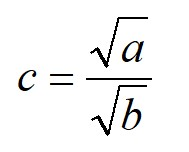 c = √a / √b